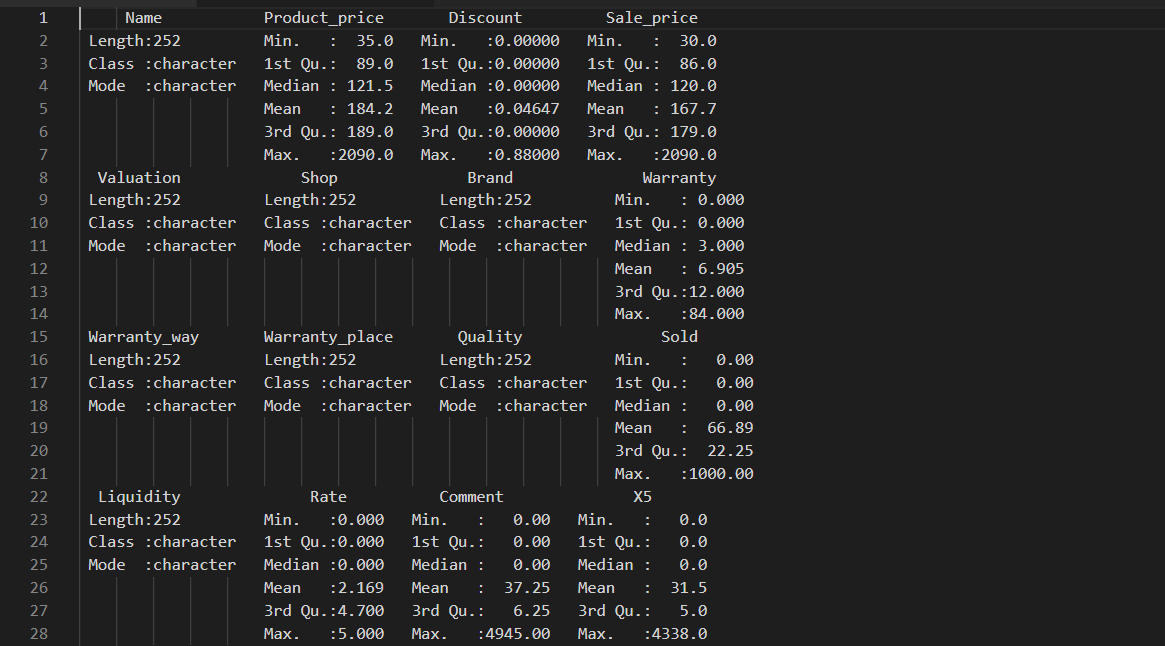 1         Name           Product_price       Discount         Sale_price
2     Length:252         Min.   :  35.0   Min.   :0.00000   Min.   :  30.0
3     Class :character   1st Qu.:  89.0   1st Qu.:0.00000   1st Qu.:  86.0
4     Mode  :character   Median : 121.5   Median :0.00000   Median : 120.0
5                        Mean   : 184.2   Mean   :0.04647   Mean   : 167.7
6                        3rd Qu.: 189.0   3rd Qu.:0.00000   3rd Qu.: 179.0
7                        Max.   :2090.0   Max.   :0.88000   Max.   :2090.0
8      Valuation             Shop              Brand              Warranty
9     Length:252         Length:252         Length:252         Min.   : 0.000
10    Class :character   Class :character   Class :character   1st Qu.: 0.000
11    Mode  :character   Mode  :character   Mode  :character   Median : 3.000
12                                                             Mean   : 6.905
13                                                             3rd Qu.:12.000
14                                                             Max.   :84.000
15    Warranty_way       Warranty_place       Quality               Sold
16    Length:252         Length:252         Length:252         Min.   :   0.00
17    Class :character   Class :character   Class :character   1st Qu.:   0.00
18    Mode  :character   Mode  :character   Mode  :character   Median :   0.00
19                                                             Mean   :  66.89
20                                                             3rd Qu.:  22.25
21                                                             Max.   :1000.00
22     Liquidity              Rate          Comment              X5
23    Length:252         Min.   :0.000   Min.   :   0.00   Min.   :   0.0
24    Class :character   1st Qu.:0.000   1st Qu.:   0.00   1st Qu.:   0.0
25    Mode  :character   Median :0.000   Median :   0.00   Median :   0.0
26                       Mean   :2.169   Mean   :  37.25   Mean   :  31.5
27                       3rd Qu.:4.700   3rd Qu.:   6.25   3rd Qu.:   5.0
28                       Max.   :5.000   Max.   :4945.00   Max.   :4338.0